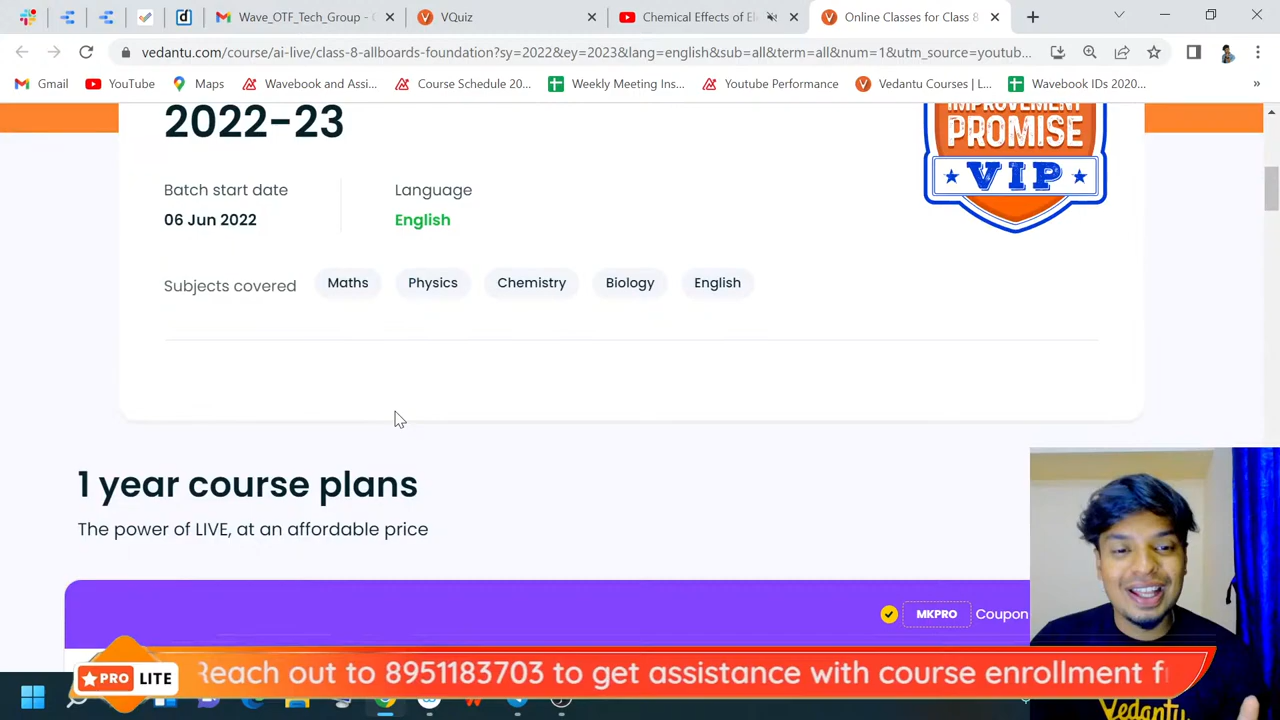 Wave_OTF_Tech_Group -
VQuiz
Chemical Effects of El
Online Classes for Class 8
vedantu.com/course/ai-live/class-8-allboards-foundation?sy=2022&ey=2023&lang=english&sub=all&term=all&num=1&utm_source=youtub...
Gmail
YouTube
Maps
Wavebook and Assi...
Course Schedule 20...
Weekly Meeting Ins...
Youtube Performance
Vedantu Courses | L...
Wavebook IDs 2020...
»
2022-23
IMPROVEMENT
PROMISE
VIP
Batch start date
Language
06 Jun 2022
English
Subjects covered
Maths
Physics
Chemistry
Biology
English
1 year course plans
The power of LIVE, at an affordable price
MKPRO
Coupon
PRO LITE
Reach out to 8951183703 to get assistance with course enrollment f
Vedantu